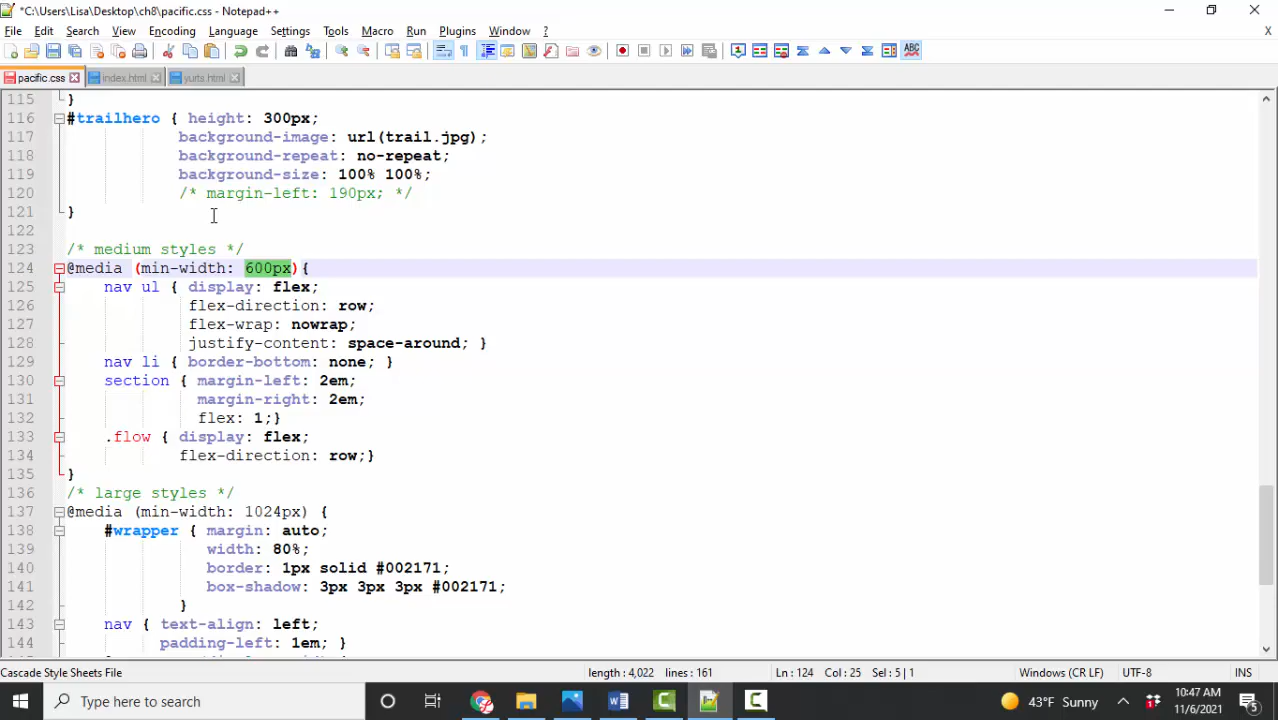 *C:\Users\Lisa\Desktop\ch8\pacific.css - Notepad++
File Edit Search View Encoding Language Settings Tools Macro Run Plugins Window ? X
pacific.css index.html yurts.html
115 }
116 #trailhero { height: 300px;
117 background-image: url(trail.jpg);
118 background-repeat: no-repeat;
119 background-size: 100% 100%;
120 /* margin-left: 190px; */
121 }
122
123 /* medium styles */
124 @media (min-width: 600px){
125 nav ul { display: flex;
126 flex-direction: row;
127 flex-wrap: nowrap;
128 justify-content: space-around; }
129 nav li { border-bottom: none; }
130 section { margin-left: 2em;
131 margin-right: 2em;
132 flex: 1;}
133 .flow { display: flex;
134 flex-direction: row;}
135 }
136 /* large styles */
137 @media (min-width: 1024px) {
138 #wrapper { margin: auto;
139 width: 80%;
140 border: 1px solid #002171;
141 box-shadow: 3px 3px 3px #002171;
142 }
143 nav { text-align: left;
144 padding-left: 1em; }
Cascade Style Sheets File length : 4,022 lines : 161 Ln : 124 Col : 25 Sel : 5 | 1 Windows (CR LF) UTF-8 INS
Type here to search 43°F Sunny 10:47 AM
11/6/2021 5